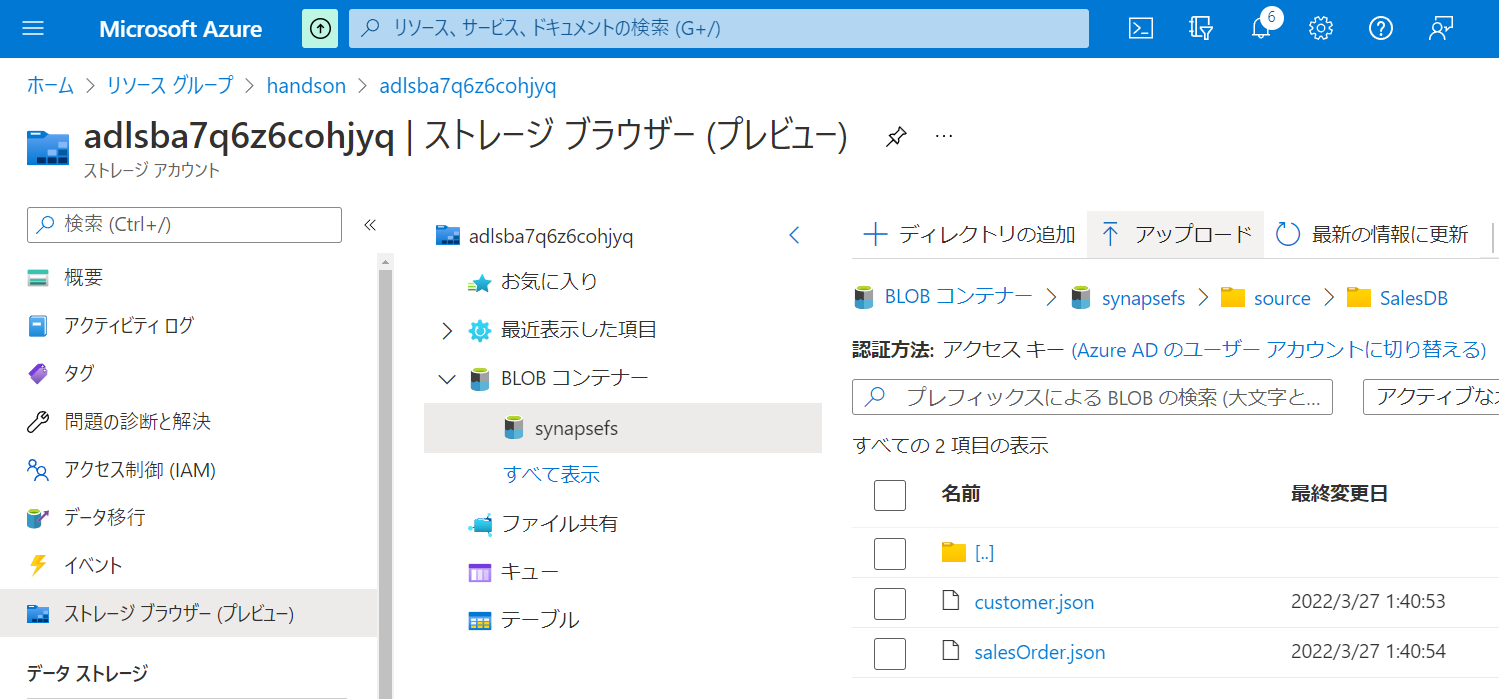 Microsoft Azure
リソース、サービス、ドキュメントの検索 (G+/)
6
ホーム > リソース グループ > handson > adlsba7q6z6cohjyq
adlsba7q6z6cohjyq | ストレージ ブラウザー (プレビュー)
ストレージ アカウント
検索 (Ctrl+/)
概要
アクティビティ ログ
タグ
問題の診断と解決
アクセス制御 (IAM)
データ移行
イベント
ストレージ ブラウザー (プレビュー)
データ ストレージ
adlsba7q6z6cohjyq
お気に入り
最近表示した項目
BLOB コンテナー
synapsefs
すべて表示
ファイル共有
キュー
テーブル
ディレクトリの追加 アップロード 最新の情報に更新
BLOB コンテナー > synapsefs > source > SalesDB
認証方法: アクセス キー (Azure AD のユーザー アカウントに切り替える)
プレフィックスによる BLOB の検索 (大文字と...
アクティブな
すべての 2 項目の表示
名前 最終変更日
[..]
customer.json 2022/3/27 1:40:53
salesOrder.json 2022/3/27 1:40:54